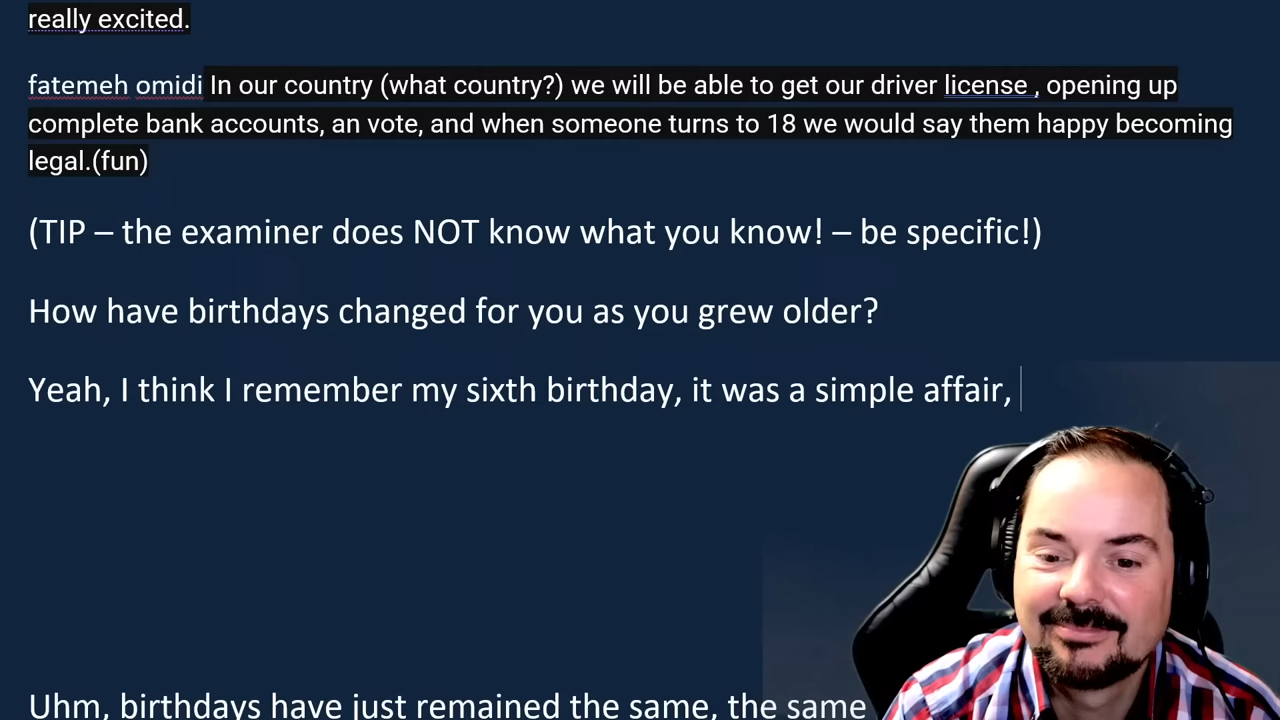 really excited.
fatemeh omidi In our country (what country?) we will be able to get our driver license , opening up
complete bank accounts, an vote, and when someone turns to 18 we would say them happy becoming
legal.(fun)
(TIP – the examiner does NOT know what you know! – be specific!)
How have birthdays changed for you as you grew older?
Yeah, I think I remember my sixth birthday, it was a simple affair,
Uhm, birthdays have just remained the same, the same